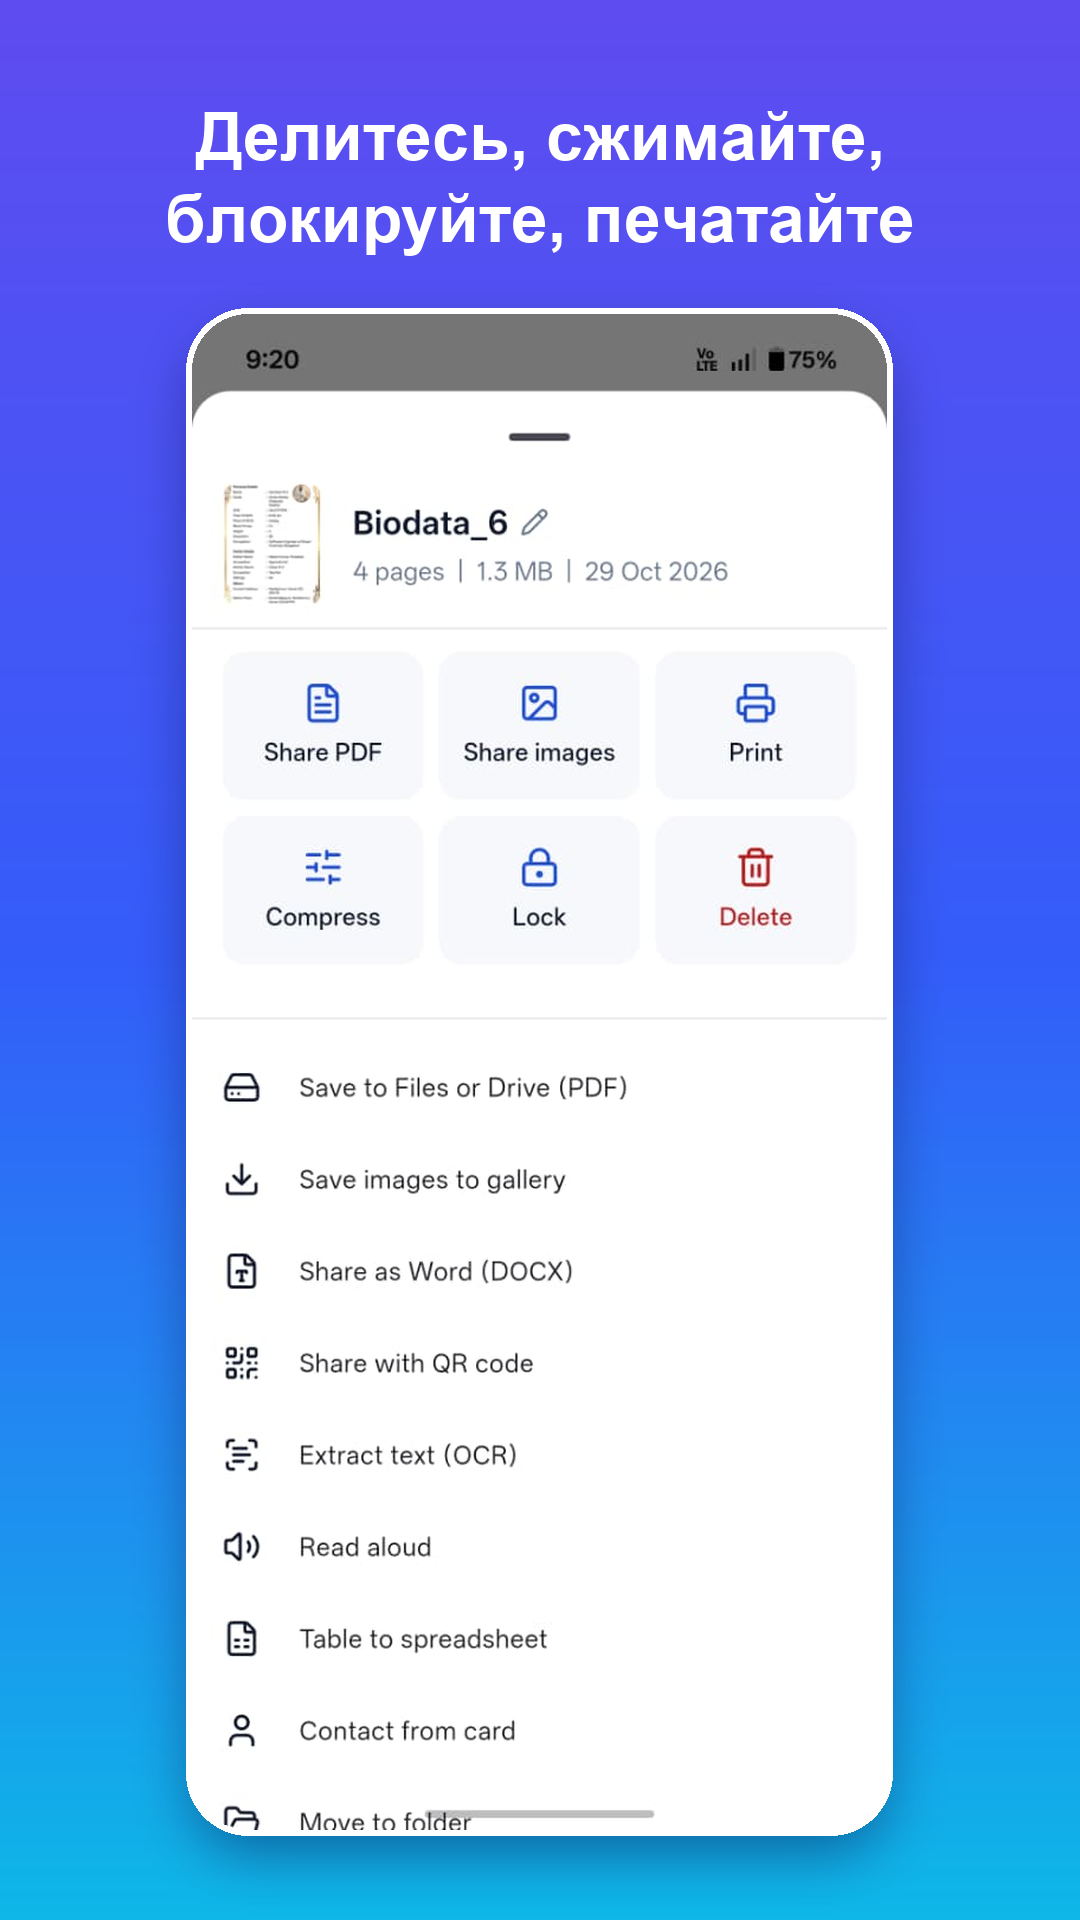 Делитесь, сжимайте,
блокируйте, печатайте
9:20
Vo LTE 75%
Biodata_6
4 pages | 1.3 MB | 29 Oct 2026
Share PDF
Share images
Print
Compress
Lock
Delete
Save to Files or Drive (PDF)
Save images to gallery
Share as Word (DOCX)
Share with QR code
Extract text (OCR)
Read aloud
Table to spreadsheet
Contact from card
Move to folder